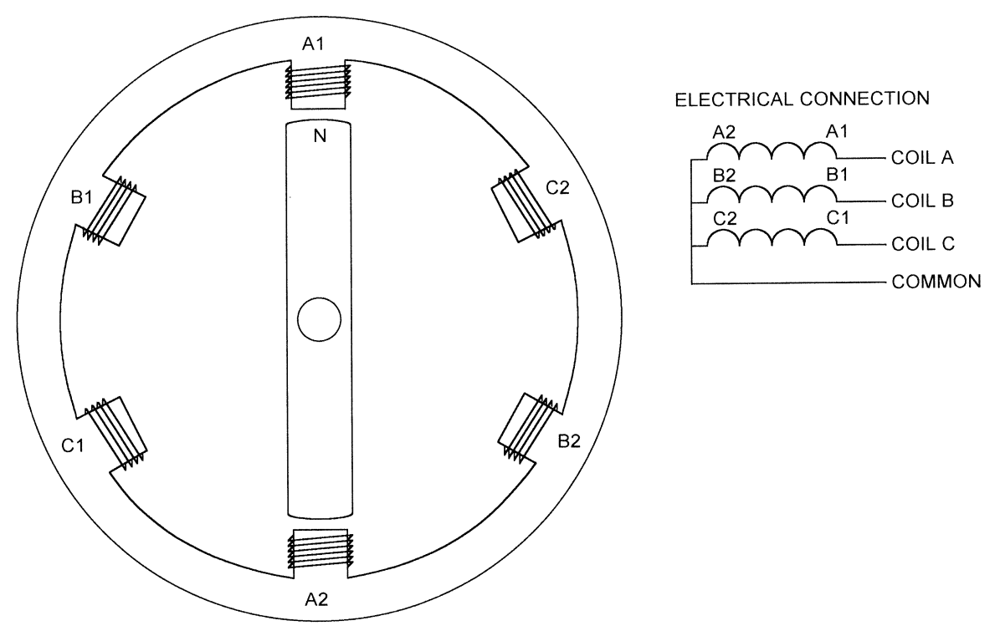 A1
N
B1
C2
C1
B2
A2
ELECTRICAL CONNECTION
A2 A1
COIL A
B2 B1
COIL B
C2 C1
COIL C
COMMON